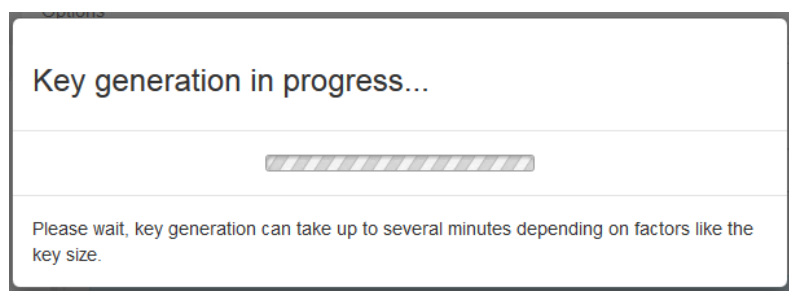 Options
Key generation in progress...
Please wait, key generation can take up to several minutes depending on factors like the
key size.